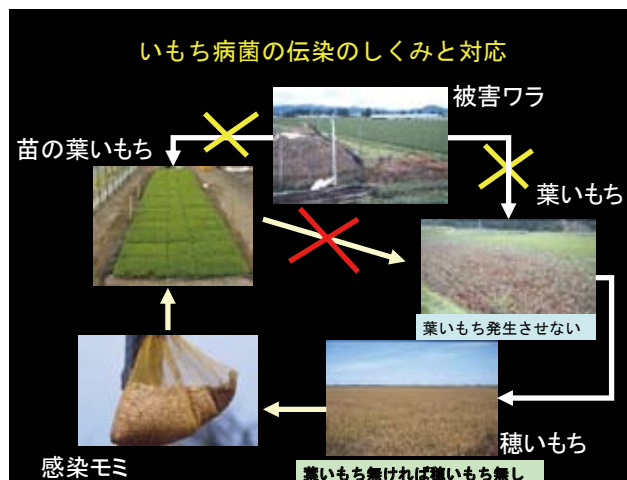 いもち病菌の伝染のしくみと対応
被害ワラ
苗の葉いもち
葉いもち
葉いもち発生させない
穂いもち
感染モミ
葉いもち無ければ穂いもち無し